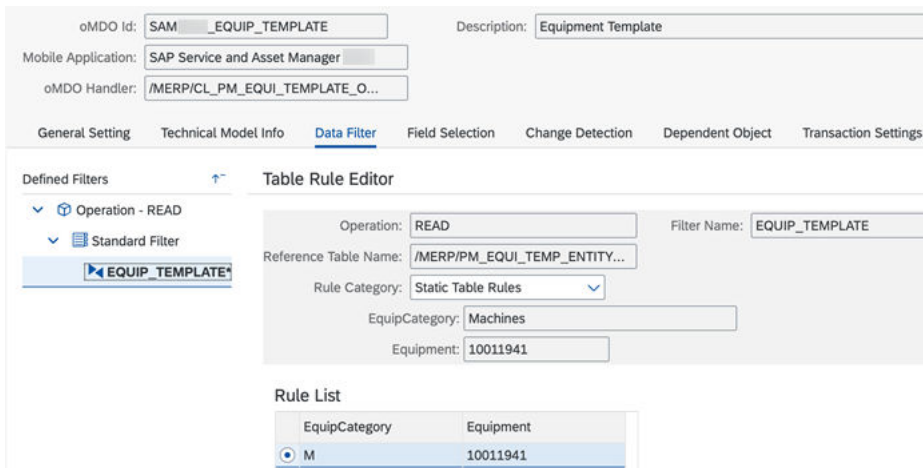 oMDO Id: SAM _EQUIP_TEMPLATE Description: Equipment Template
Mobile Application: SAP Service and Asset Manager
oMDO Handler: /MERP/CL_PM_EQUI_TEMPLATE_O...
General Setting Technical Model Info Data Filter Field Selection Change Detection Dependent Object Transaction Settings
Defined Filters Table Rule Editor
Operation - READ
Standard Filter
EQUIP_TEMPLATE*
Operation: READ Filter Name: EQUIP_TEMPLATE
Reference Table Name: /MERP/PM_EQUI_TEMP_ENTITY...
Rule Category: Static Table Rules
EquipCategory: Machines
Equipment: 10011941
Rule List
EquipCategory Equipment
M 10011941